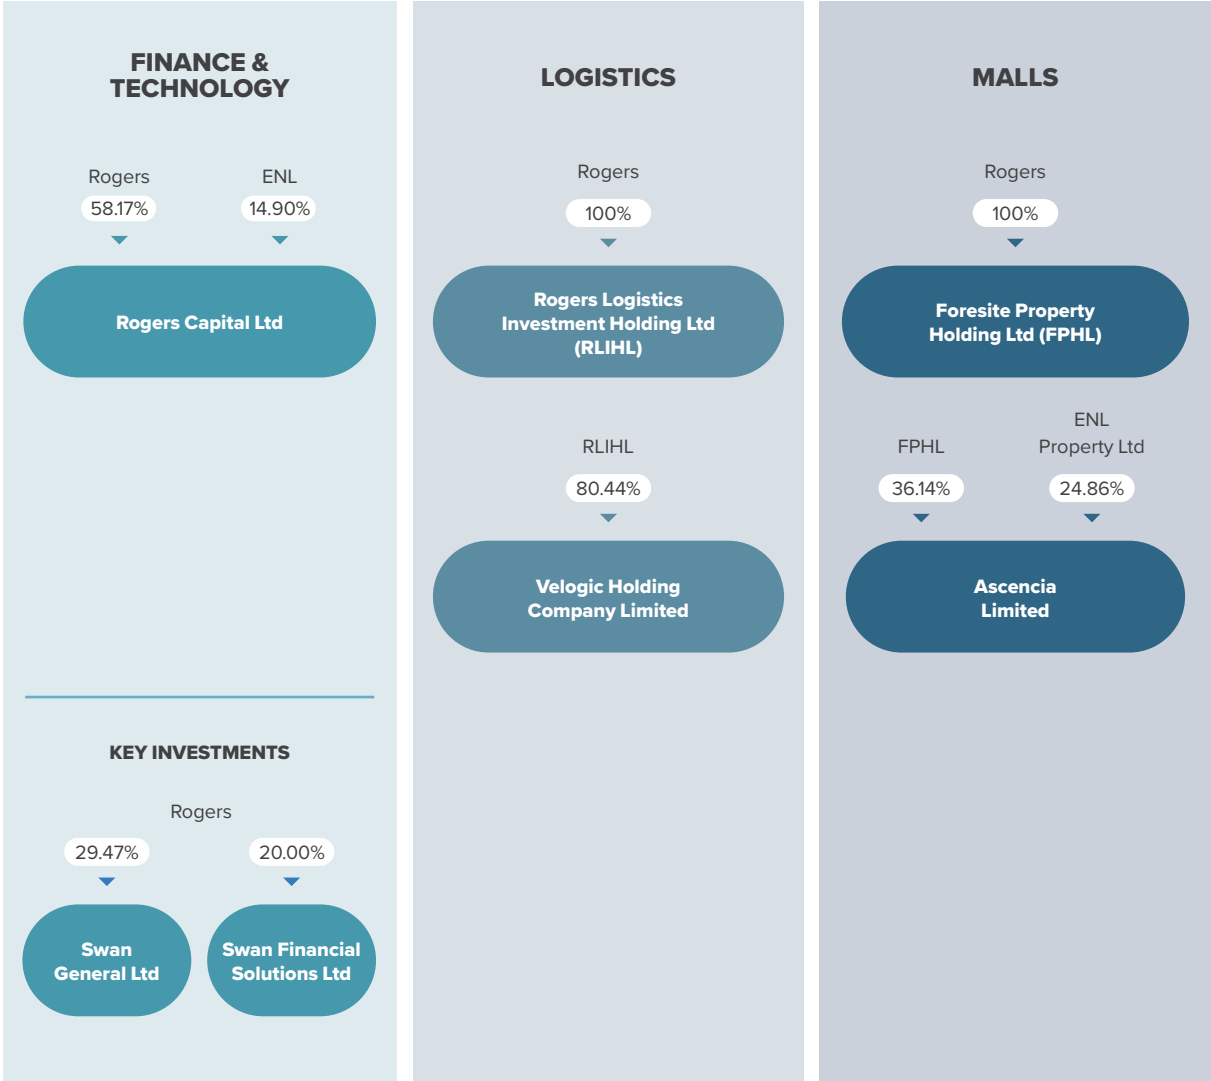 FINANCE &
TECHNOLOGY
Rogers
ENL
58.17%
14.90%
Rogers Capital Ltd
KEY INVESTMENTS
Rogers
29.47%
20.00%
Swan
General Ltd
Swan Financial
Solutions Ltd
LOGISTICS
Rogers
100%
Rogers Logistics
Investment Holding Ltd
(RLIHL)
RLIHL
80.44%
Velogic Holding
Company Limited
MALLS
Rogers
100%
Foresite Property
Holding Ltd (FPHL)
FPHL
ENL
Property Ltd
36.14%
24.86%
Ascencia
Limited